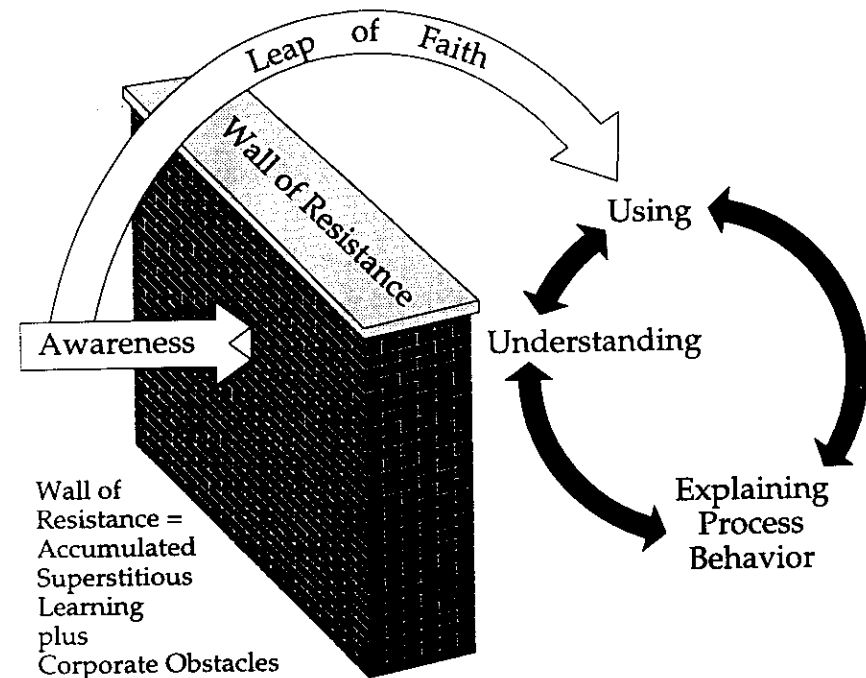 Leap of Faith
Wall of Resistance
Awareness
Using
Understanding
Explaining
Process
Behavior
Wall of
Resistance =
Accumulated
Superstitious
Learning
plus
Corporate Obstacles